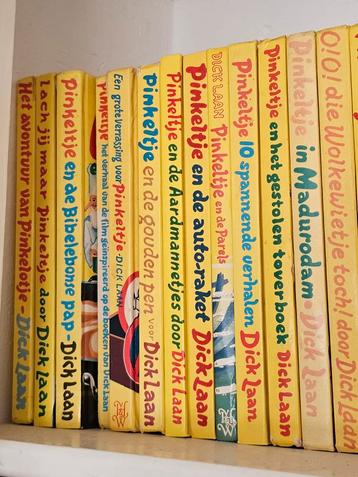 Het avontuur van Pinkelotje - Dick Laan
Lach jij maar Pinkeltje door Dick Laan
Pinkeltje en de Bibelebonse pap - Dick Laan
Pinkeltje het verhaal van de film geïnspireerd op de boeken van Dick Laan
Een grote verrassing voor Pinkeltje - DICK LAAN
Pinkeltje en de gouden pen voor Dick Laan
Pinkeltje en de Aardmannetjes door Dick Laan
Pinkeltje en de auto-raket Dick Laan
DICK LAAN Pinkeltje en de Parels
Pinkeltje 10 spannende verhalen Dick Laan
Pinkeltje en het gestolen toverboek Dick Laan
Pinkeltje in Madurodam - Dick Laan
O! O! die Wolkewietje toch! door Dick Laan